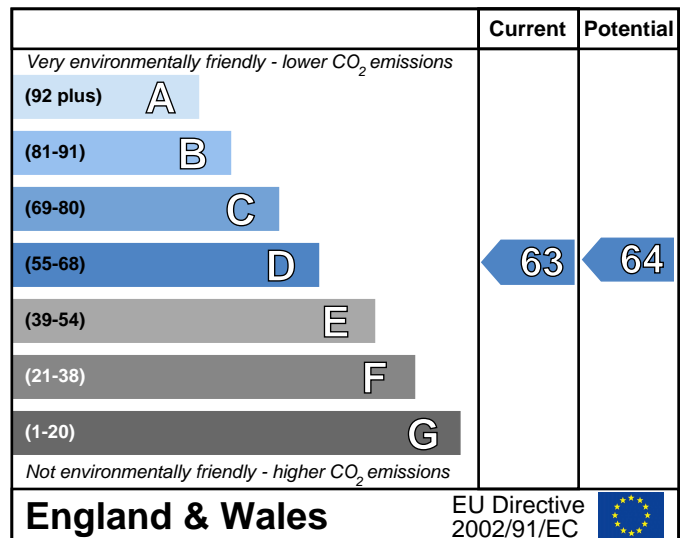 Current Potential
Very environmentally friendly - lower CO2 emissions
(92 plus) A
(81-91) B
(69-80) C
(55-68) D 63 64
(39-54) E
(21-38) F
(1-20) G
Not environmentally friendly - higher CO2 emissions
England & Wales
EU Directive
2002/91/EC